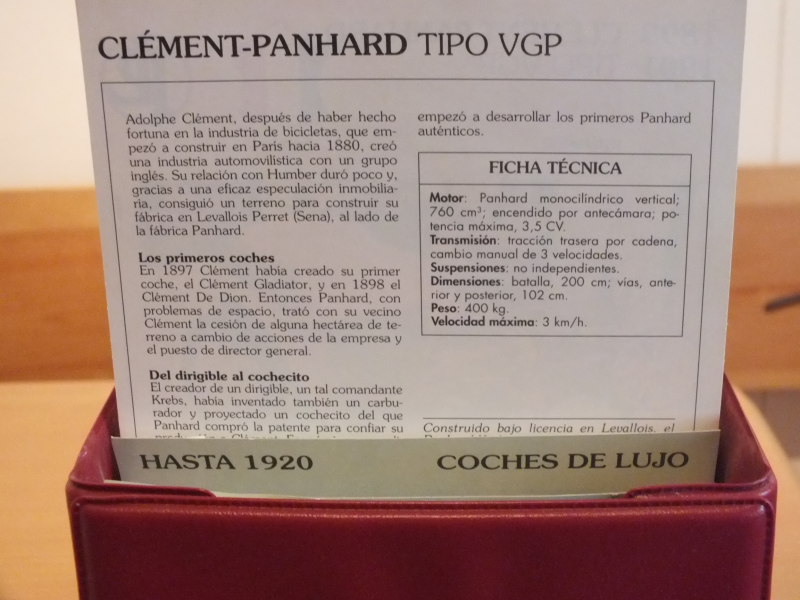 CLÉMENT-PANHARD TIPO VGP
Adolphe Clément, después de haber hecho
fortuna en la industria de bicicletas, que em-
pezó a construir en París hacia 1880, creó
una industria automovilística con un grupo
inglés. Su relación con Humber duró poco y,
gracias a una eficaz especulación inmobilia-
ria, consiguió un terreno para construir su
fábrica en Levallois Perret (Sena), al lado de
la fábrica Panhard.
Los primeros coches
En 1897 Clément había creado su primer
coche, el Clément Gladiator, y en 1898 el
Clément De Dion. Entonces Panhard, con
problemas de espacio, trató con su vecino
Clément la cesión de alguna hectárea de te-
rreno a cambio de acciones de la empresa y
el puesto de director general.
Del dirigible al cochecito
El creador de un dirigible, un tal comandante
Krebs, había inventado también un carbu-
rador y proyectado un cochecito del que
Panhard compró la patente para confiar su
empezó a desarrollar los primeros Panhard
auténticos.
FICHA TÉCNICA
Motor: Panhard monocilíndrico vertical;
760 cm³; encendido por antecámara; po-
tencia máxima, 3,5 CV.
Transmisión: tracción trasera por cadena,
cambio manual de 3 velocidades.
Suspensiones: no independientes.
Dimensiones: batalla, 200 cm; vías, ante-
rior y posterior, 102 cm.
Peso: 400 kg.
Velocidad máxima: 3 km/h.
Construido bajo licencia en Levallois, el
HASTA 1920
COCHES DE LUJO